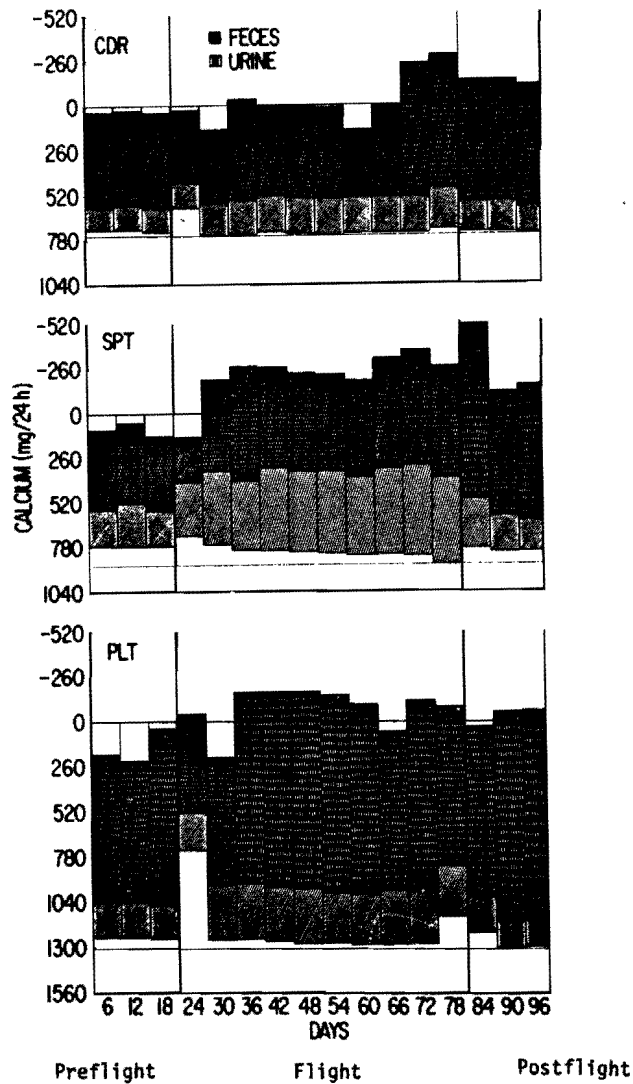 -520
CDR
■ FECES
-260
■ URINE
0
260
520
780
1040
-520
SPT
-260
0
260
520
780
1040
CALCIUM (mg/24 h)
-520
PLT
-260
0
260
520
780
1040
1300
1560
6 12 18 24 30 36 42 48 54 60 66 72 78 84 90 96
DAYS
Preflight Flight Postflight